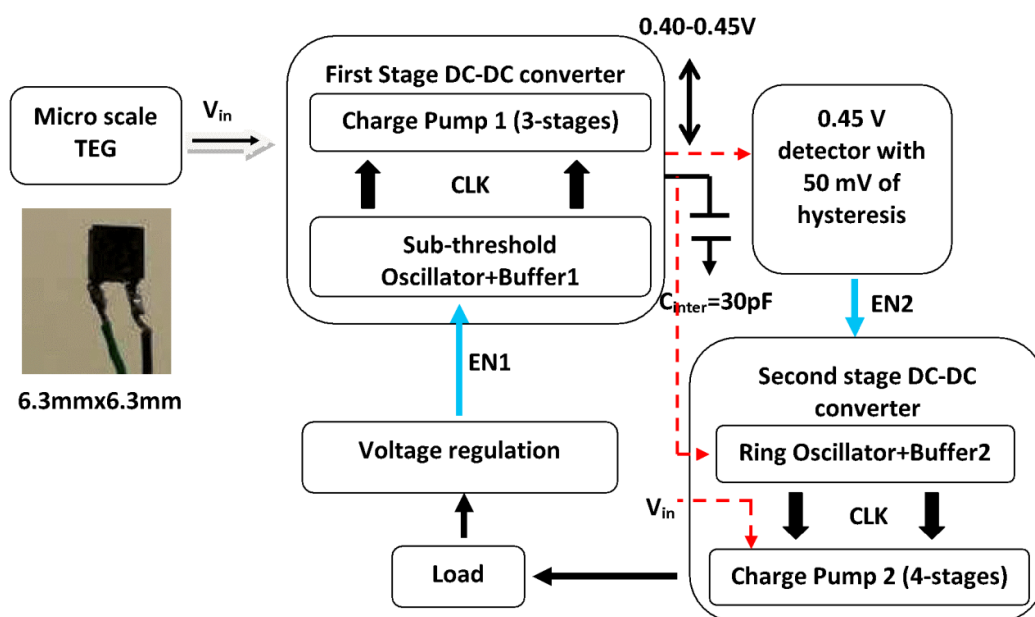 0.40-0.45V
Micro scale
TEG
Vin
First Stage DC-DC converter
Charge Pump 1 (3-stages)
CLK
Sub-threshold
Oscillator+Buffer1
0.45 V
detector with
50 mV of
hysteresis
Cinter=30pF
EN2
EN1
6.3mmx6.3mm
Voltage regulation
Second stage DC-DC
converter
Ring Oscillator+Buffer2
Vin
CLK
Load
Charge Pump 2 (4-stages)